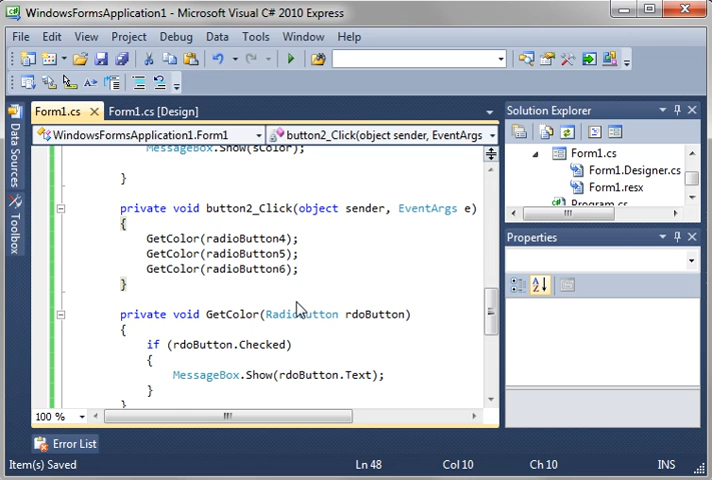 WindowsFormsApplication1 - Microsoft Visual C# 2010 Express
File Edit View Project Debug Data Tools Window Help
Form1.cs Form1.cs [Design]
WindowsFormsApplication1.Form1 button2_Click(object sender, EventArgs
Data Sources
Toolbox
MessageBox.Show(sColor);
}
private void button2_Click(object sender, EventArgs e)
{
GetColor(radioButton4);
GetColor(radioButton5);
GetColor(radioButton6);
}
private void GetColor(RadioButton rdoButton)
{
if (rdoButton.Checked)
{
MessageBox.Show(rdoButton.Text);
}
}
100 %
Solution Explorer
Form1.cs
Form1.Designer.cs
Form1.resx
Program.cs
Properties
Error List
Item(s) Saved Ln 48 Col 10 Ch 10 INS